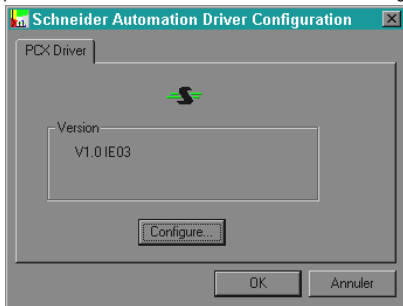 Schneider Automation Driver Configuration
PCX Driver
Version
V1.0 IE03
Configure...
OK Annuler